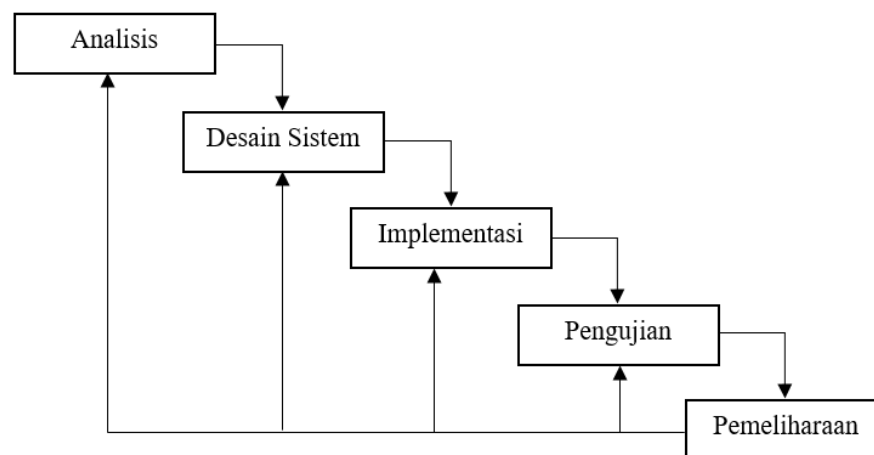 Analisis
Desain Sistem
Implementasi
Pengujian
Pemeliharaan